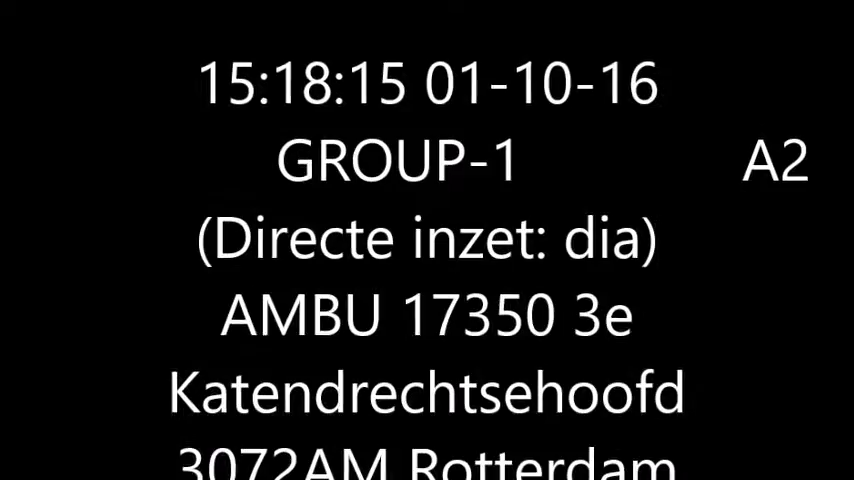 15:18:15 01-10-16
GROUP-1 A2
(Directe inzet: dia)
AMBU 17350 3e
Katendrechtsehoofd
3072AM Rotterdam